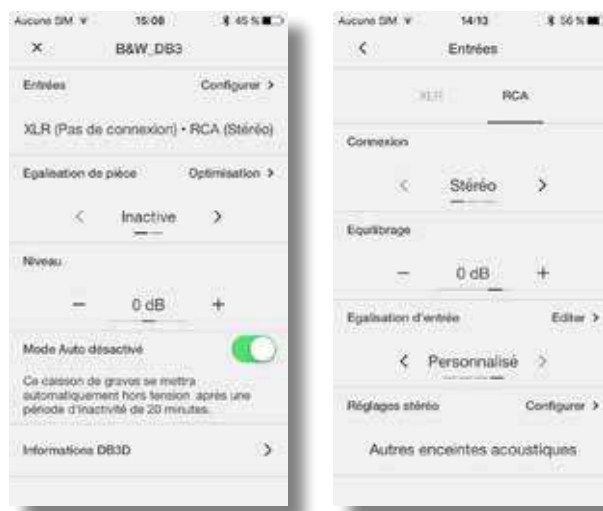 Aucune SIM 15:08 45 %
B&W_DB3
Entrées Configurer >
XLR (Pas de connexion) • RCA (Stéréo)
Egalisation de pièce Optimisation >
< Inactive >
Niveau
− 0 dB +
Mode Auto désactivé
Ce caisson de graves se mettra
automatiquement hors tension après une
période d'inactivité de 20 minutes.
Informations DB3D >
Aucune SIM 14:13 56 %
< Entrées
XLR RCA
Connexion
< Stéréo >
Equilibrage
− 0 dB +
Egalisation d'entrée Editer >
< Personnalisé >
Réglages stéréo Configurer >
Autres enceintes acoustiques